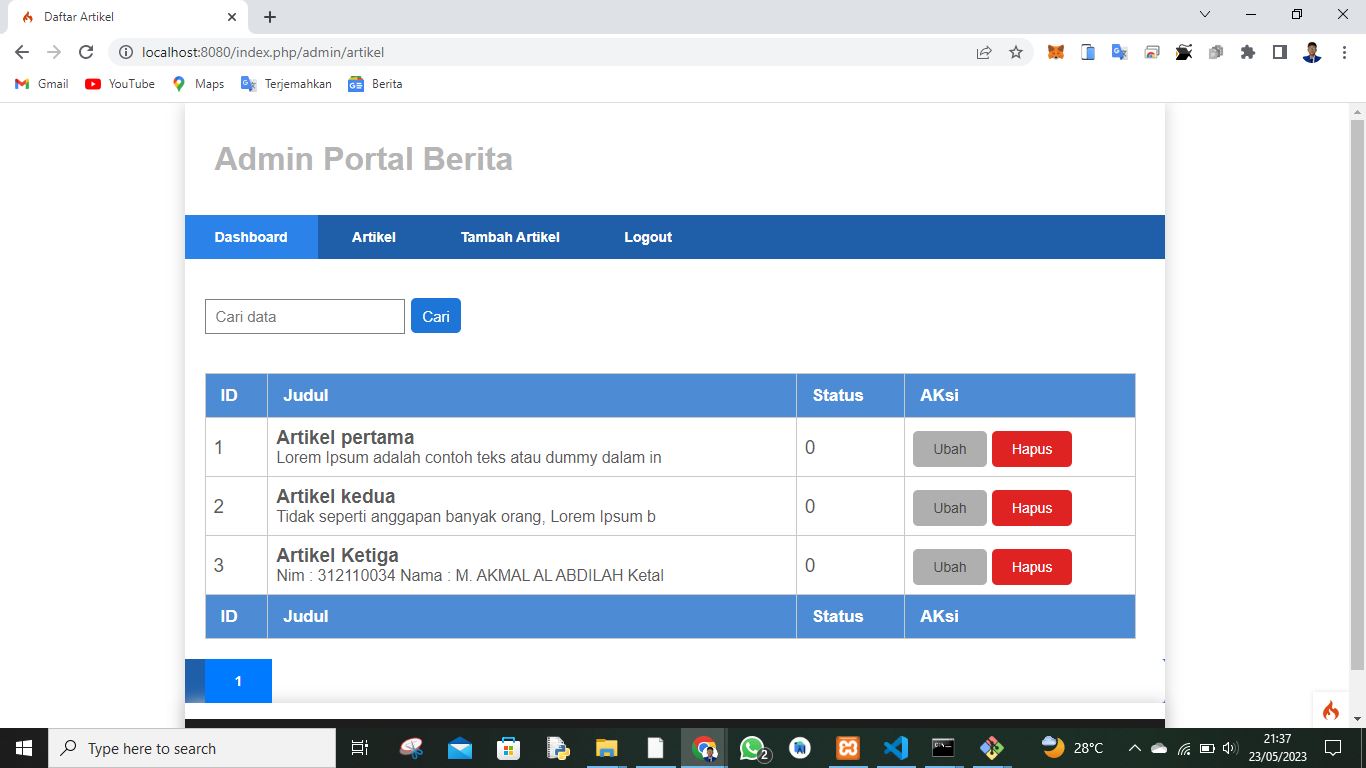 Daftar Artikel
localhost:8080/index.php/admin/artikel
Gmail YouTube Maps Terjemahkan Berita
Admin Portal Berita
Dashboard Artikel Tambah Artikel Logout
Cari data Cari
ID Judul Status AKsi
1 Artikel pertama 0 Ubah Hapus
Lorem Ipsum adalah contoh teks atau dummy dalam in
2 Artikel kedua 0 Ubah Hapus
Tidak seperti anggapan banyak orang, Lorem Ipsum b
3 Artikel Ketiga 0 Ubah Hapus
Nim : 312110034 Nama : M. AKMAL AL ABDILAH Ketal
ID Judul Status AKsi
1
Type here to search 2 28°C 21:37
23/05/2023